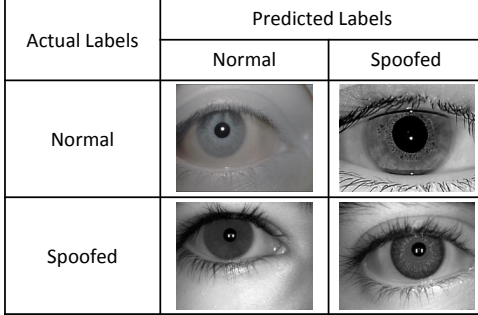 Actual Labels
Predicted Labels
Normal
Spoofed
Normal
Spoofed